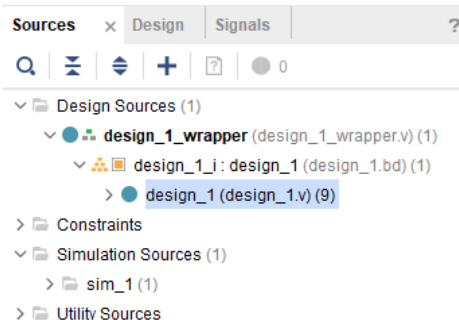 Sources × Design Signals ?
? 0
Design Sources (1)
design_1_wrapper (design_1_wrapper.v) (1)
design_1_i : design_1 (design_1.bd) (1)
design_1 (design_1.v) (9)
Constraints
Simulation Sources (1)
sim_1 (1)
Utility Sources